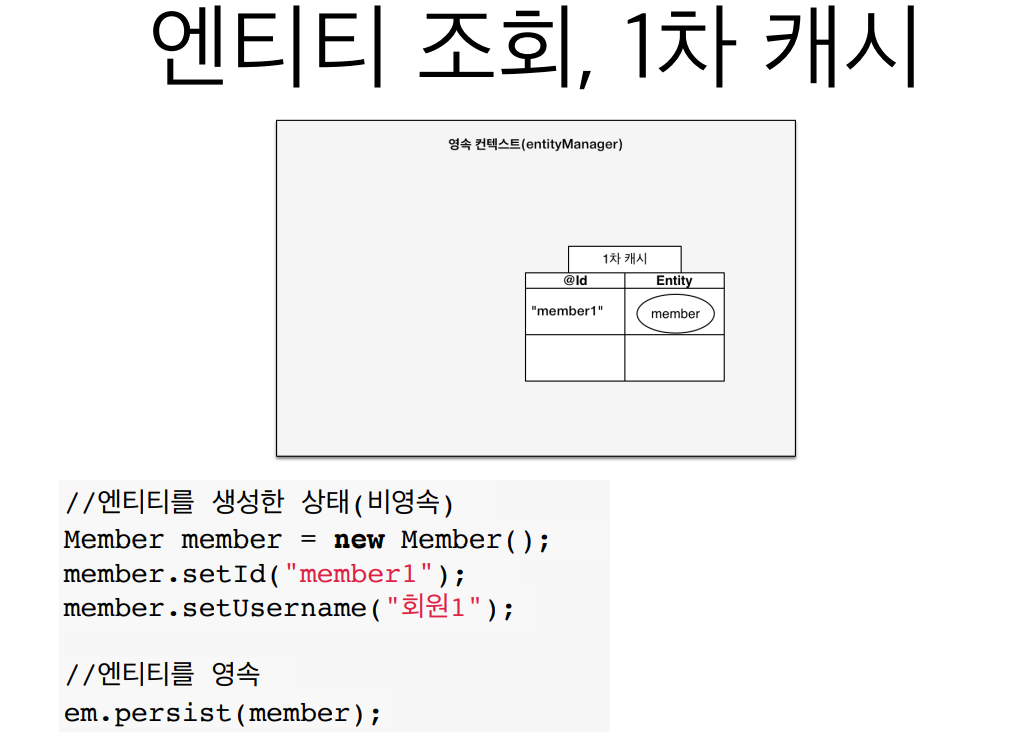 엔티티 조회, 1차 캐시
영속 컨텍스트(entityManager)
1차 캐시
@Id Entity
"member1" member
//엔티티를 생성한 상태(비영속)
Member member = new Member();
member.setId("member1");
member.setUsername("회원1");
//엔티티를 영속
em.persist(member);